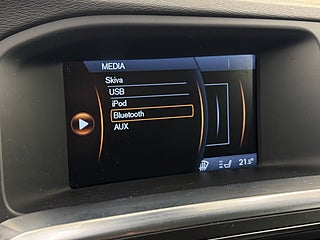 MEDIA
Skiva
USB
iPod
Bluetooth
AUX
21.5°